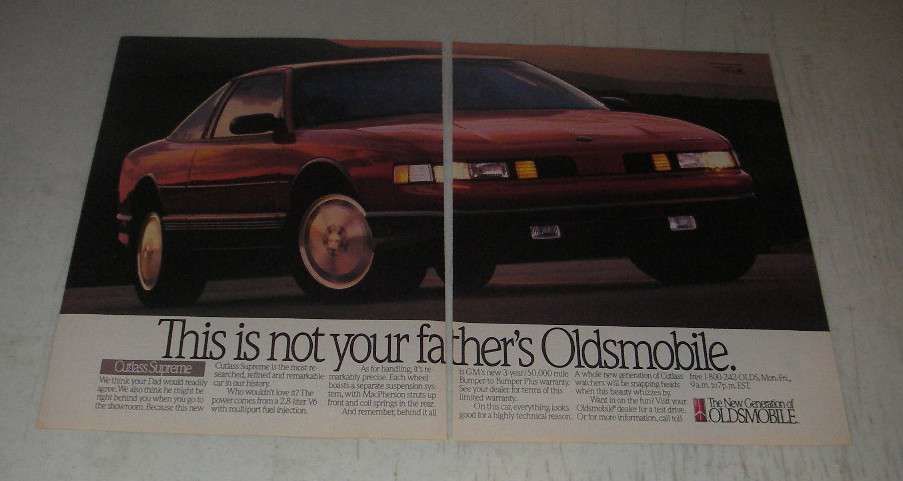 This is not your father's Oldsmobile.
Cutlass Supreme
We think your Dad would readily
agree. We also think he might be
right behind you when you go to
the showroom. Because this new
Cutlass Supreme is the most re-
searched, refined and remarkable
car in our history.
Who wouldn't love it? The
power comes from a 2.8 liter V6
with multiport fuel injection.
As for handling, it's re-
markably precise. Each wheel
boasts a separate suspension sys-
tem, with MacPherson struts up
front and coil springs in the rear.
And remember, behind it all
is GM's new 3-year/50,000 mile
Bumper to Bumper Plus warranty.
See your dealer for terms of this
limited warranty.
On this car, everything looks
good for a highly technical reason.
A whole new generation of Cutlass
watchers will be snapping heads
when this beauty whizzes by.
Want in on the fun? Visit your
Oldsmobile dealer for a test drive.
Or for more information, call toll
free 1-800-242-OLDS, Mon.-Fri.,
9 a.m. to 7 p.m. EST.
The New Generation of
OLDSMOBILE